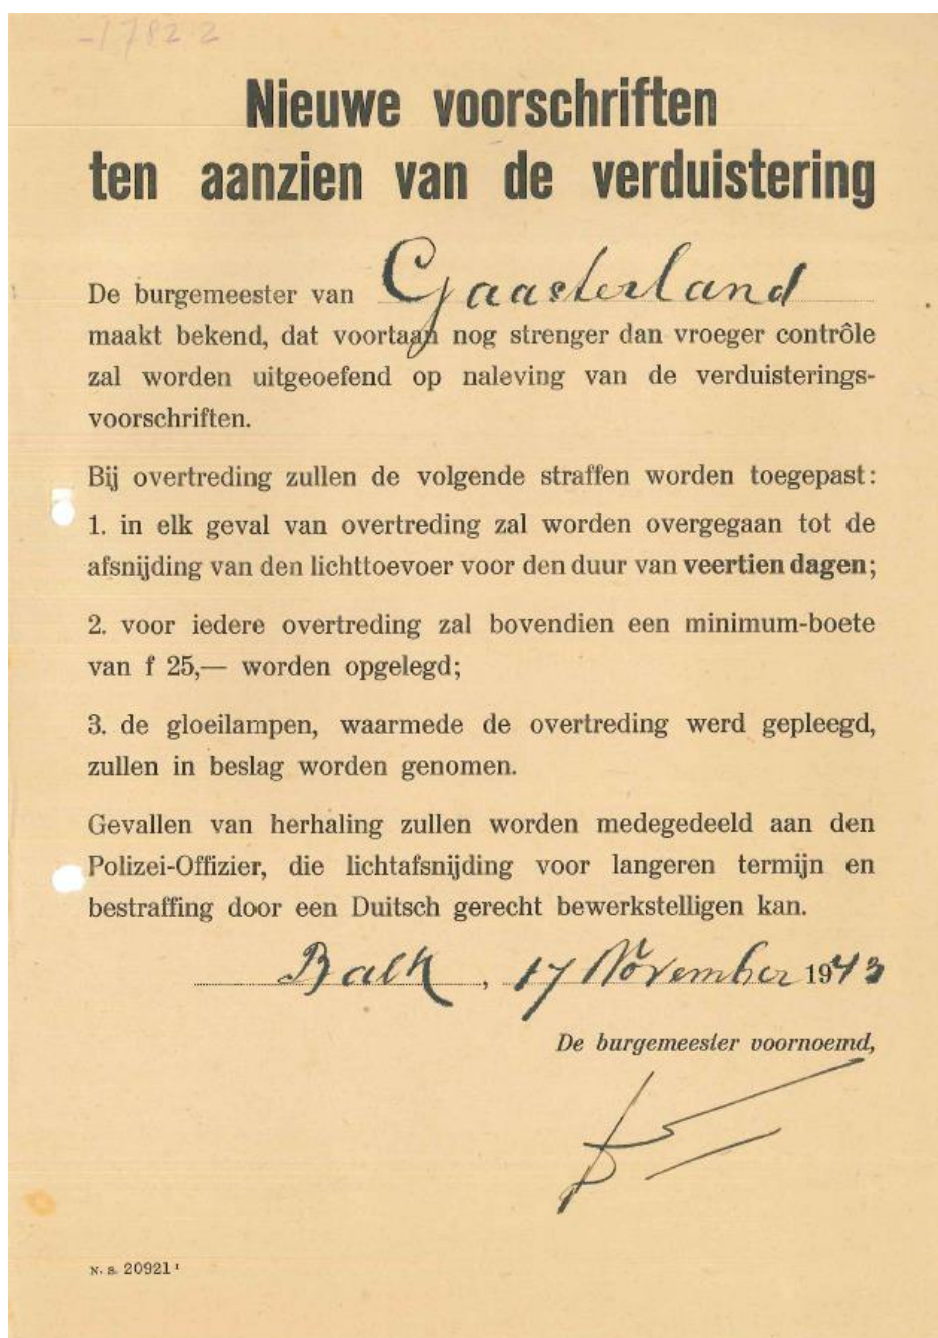 -17822
Nieuwe voorschriften
ten aanzien van de verduistering
De burgemeester van Gaasterland
maakt bekend, dat voortaan nog strenger dan vroeger contrôle
zal worden uitgeoefend op naleving van de verduisterings-
voorschriften.
Bij overtreding zullen de volgende straffen worden toegepast:
1. in elk geval van overtreding zal worden overgegaan tot de
afsnijding van den lichttoevoer voor den duur van veertien dagen;
2. voor iedere overtreding zal bovendien een minimum-boete
van f 25,— worden opgelegd;
3. de gloeilampen, waarmede de overtreding werd gepleegd,
zullen in beslag worden genomen.
Gevallen van herhaling zullen worden medegedeeld aan den
Polizei-Offizier, die lichtafsnijding voor langeren termijn en
bestraffing door een Duitsch gerecht bewerkstelligen kan.
Balk, 17 November 1943
De burgemeester voornoemd,
N. S. 20921¹